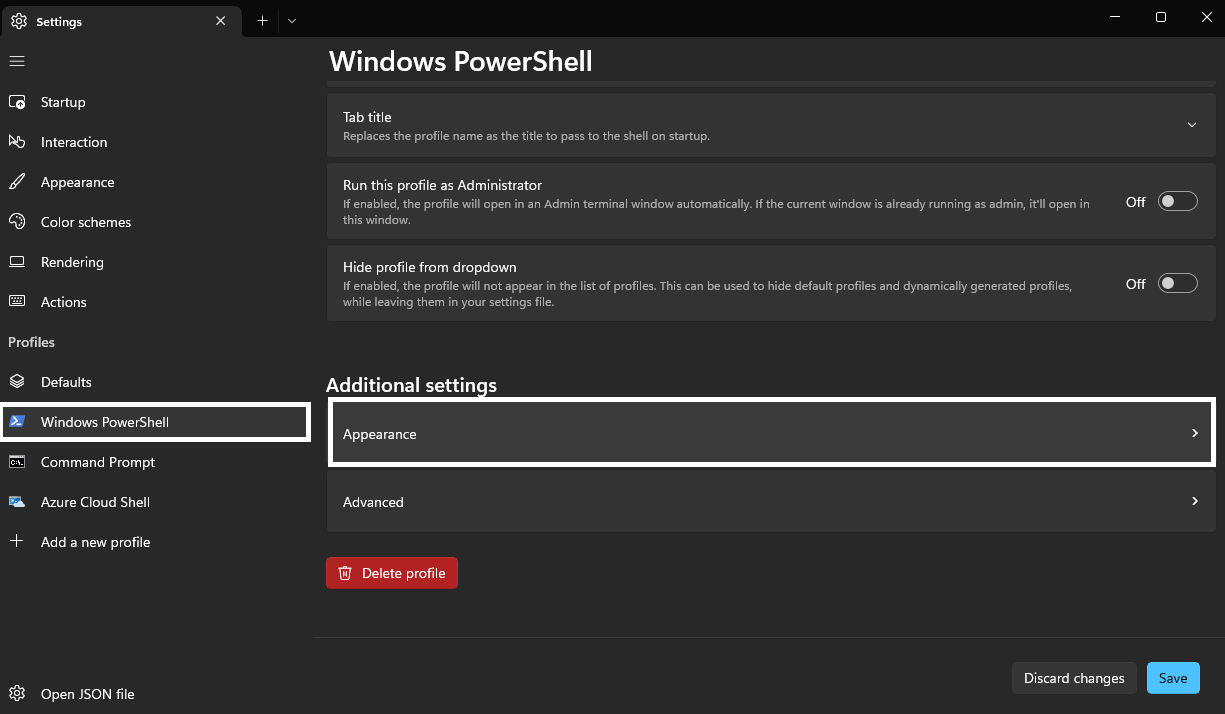 Settings
Windows PowerShell
Startup
Interaction
Appearance
Color schemes
Rendering
Actions
Profiles
Defaults
Windows PowerShell
Command Prompt
Azure Cloud Shell
Add a new profile
Open JSON file
Tab title
Replaces the profile name as the title to pass to the shell on startup.
Run this profile as Administrator
If enabled, the profile will open in an Admin terminal window automatically. If the current window is already running as admin, it'll open in
this window.
Off
Hide profile from dropdown
If enabled, the profile will not appear in the list of profiles. This can be used to hide default profiles and dynamically generated profiles,
while leaving them in your settings file.
Off
Additional settings
Appearance
Advanced
Delete profile
Discard changes
Save